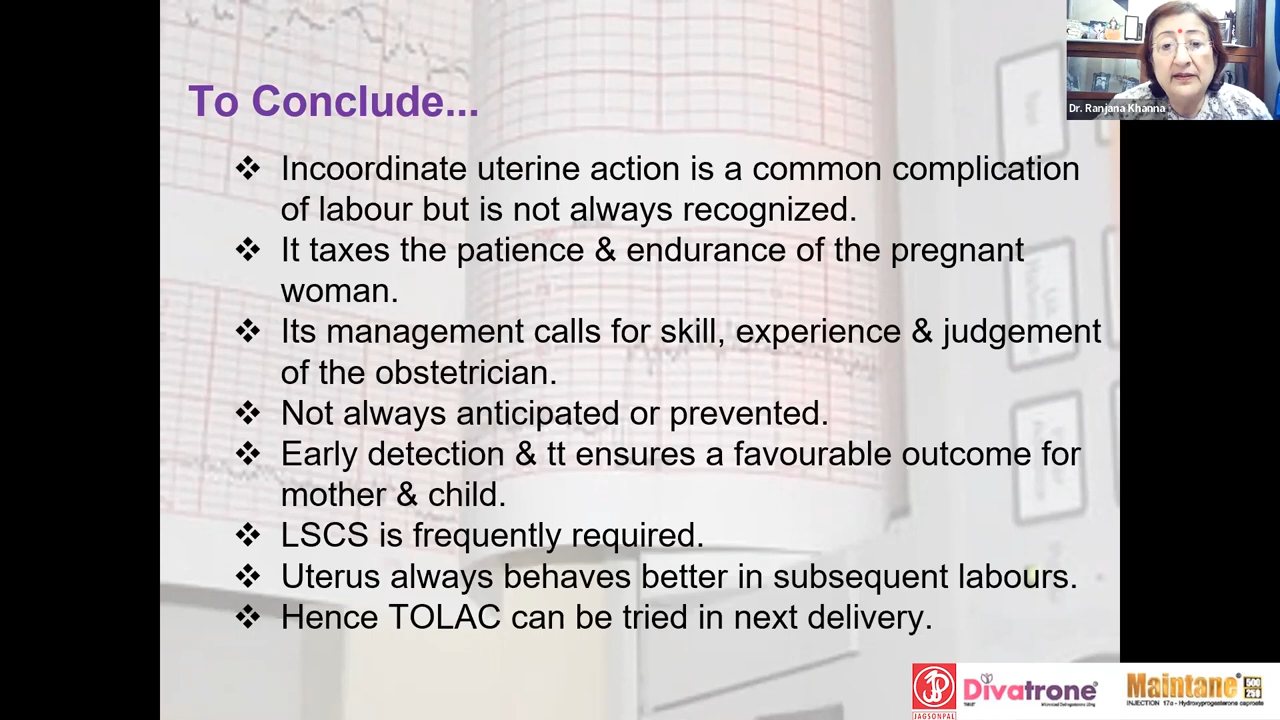 To Conclude...
❖ Incoordinate uterine action is a common complication
of labour but is not always recognized.
❖ It taxes the patience & endurance of the pregnant
woman.
❖ Its management calls for skill, experience & judgement
of the obstetrician.
❖ Not always anticipated or prevented.
❖ Early detection & tt ensures a favourable outcome for
mother & child.
❖ LSCS is frequently required.
❖ Uterus always behaves better in subsequent labours.
❖ Hence TOLAC can be tried in next delivery.
Dr. Ranjana Khanna
JAGSONPAL
Divatrone®
TABLET
Maintane® 500 250
INJECTION 17α - Hydroxyprogesterone caproate